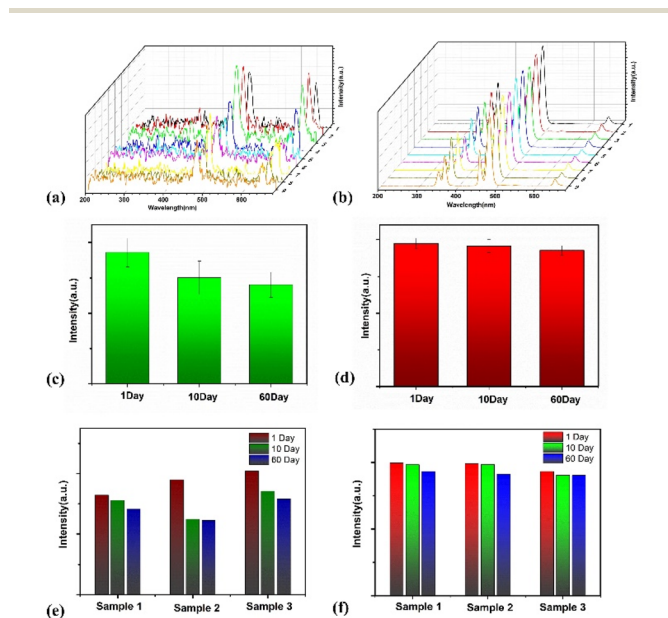 (a)
Intensity(a.u.)
200 300 400 500 600
Wavelength(nm)
(b)
Intensity(a.u.)
200 300 400 500 600
Wavelength(nm)
(c)
Intensity(a.u.)
1Day 10Day 60Day
(d)
Intensity(a.u.)
1Day 10Day 60Day
(e)
Intensity(a.u.)
1 Day
10 Day
60 Day
Sample 1 Sample 2 Sample 3
(f)
Intensity(a.u.)
1 Day
10 Day
60 Day
Sample 1 Sample 2 Sample 3